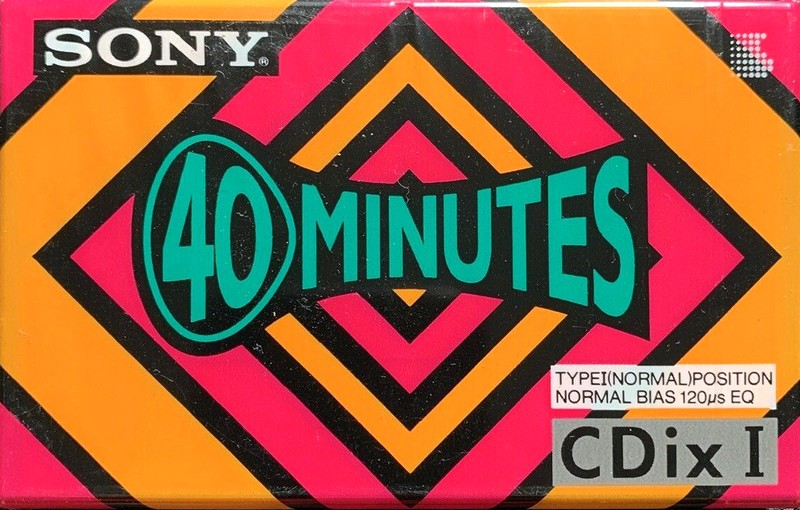 SONY®
40 MINUTES
TYPEI(NORMAL)POSITION
NORMAL BIAS 120µs EQ
CDix I